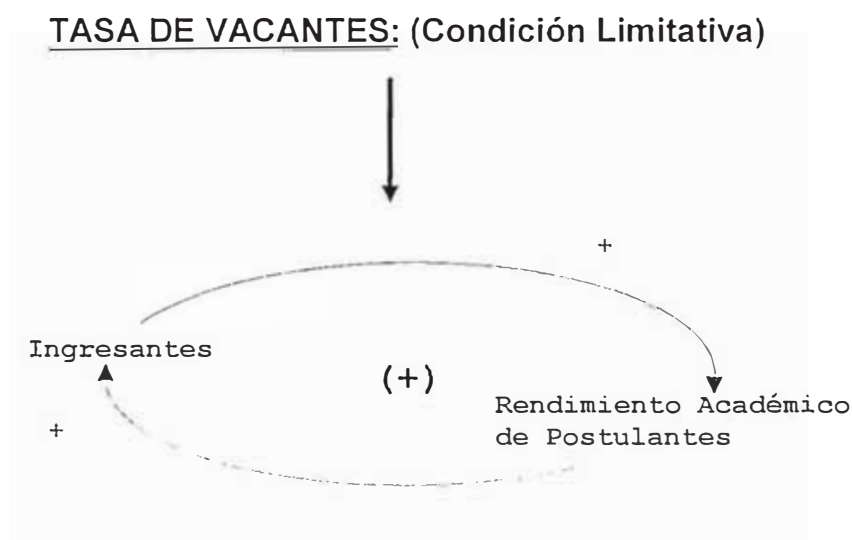 TASA DE VACANTES: (Condición Limitativa)
+
Ingresantes
(+)
Rendimiento Académico
de Postulantes
+